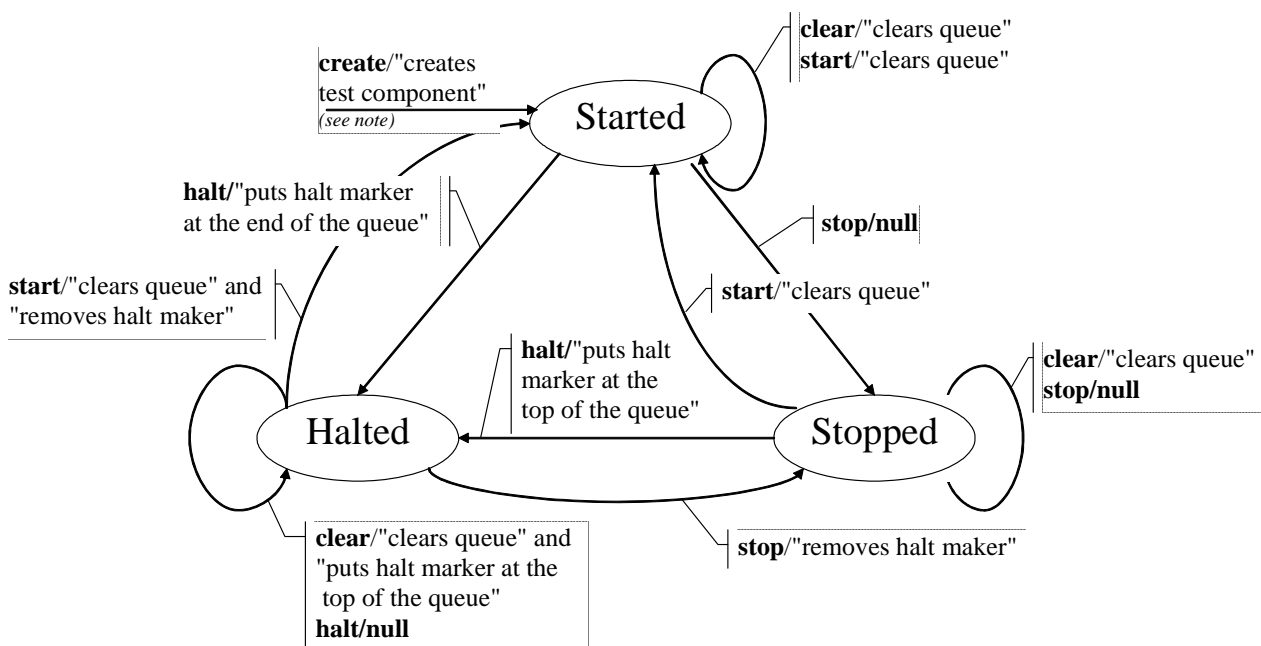 clear/"clears queue"
start/"clears queue"
create/"creates
test component"
(see note)
Started
halt/"puts halt marker
at the end of the queue"
stop/null
start/"clears queue" and
"removes halt maker"
start/"clears queue"
halt/"puts halt
marker at the
top of the queue"
clear/"clears queue"
stop/null
Halted
Stopped
clear/"clears queue" and
"puts halt marker at the
top of the queue"
halt/null
stop/"removes halt maker"